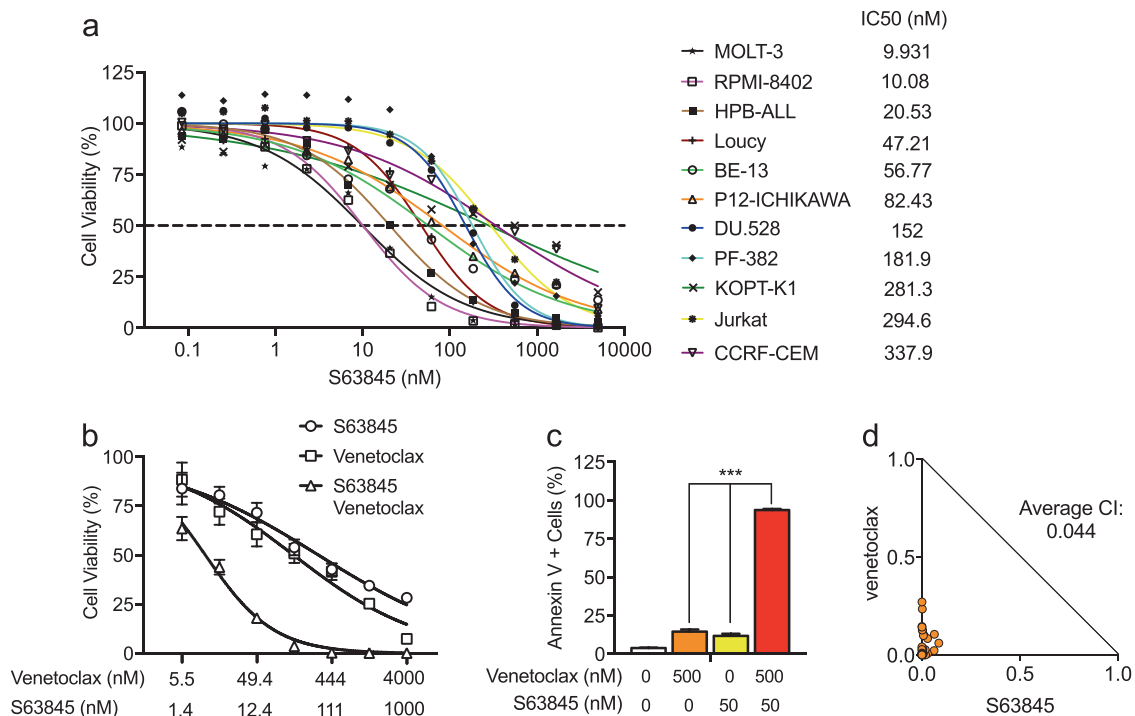 a
IC50 (nM)
MOLT-3 9.931
RPMI-8402 10.08
HPB-ALL 20.53
Loucy 47.21
BE-13 56.77
P12-ICHIKAWA 82.43
DU.528 152
PF-382 181.9
KOPT-K1 281.3
Jurkat 294.6
CCRF-CEM 337.9
Cell Viability (%)
125
100
75
50
25
0
0.1 1 10 100 1000 10000
S63845 (nM)
b
S63845
Venetoclax
S63845
Venetoclax
Cell Viability (%)
100
75
50
25
0
Venetoclax (nM) 5.5 49.4 444 4000
S63845 (nM) 1.4 12.4 111 1000
c
Annexin V + Cells (%)
125
100
75
50
25
0
***
Venetoclax (nM) 0 500 0 500
S63845 (nM) 0 0 50 50
d
venetoclax
1.0
0.5
0.0
Average CI:
0.044
0.0 0.5 1.0
S63845